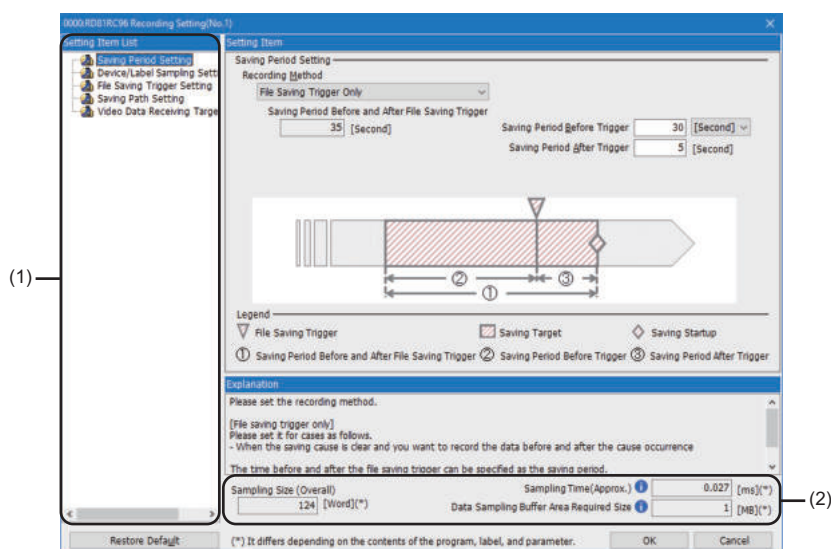 0000:RD81RC96 Recording Setting(No.1)
Setting Item List
Saving Period Setting
Device/Label Sampling Setti
File Saving Trigger Setting
Saving Path Setting
Video Data Receiving Targe
Setting Item
Saving Period Setting
Recording Method
File Saving Trigger Only
Saving Period Before and After File Saving Trigger
35 [Second]
Saving Period Before Trigger 30 [Second]
Saving Period After Trigger 5 [Second]
② ③
①
Legend
File Saving Trigger Saving Target Saving Startup
① Saving Period Before and After File Saving Trigger ② Saving Period Before Trigger ③ Saving Period After Trigger
Explanation
Please set the recording method.
[File saving trigger only]
Please set it for cases as follows.
- When the saving cause is clear and you want to record the data before and after the cause occurrence
The time before and after the file saving trigger can be specified as the saving period.
Sampling Size (Overall)
124 [Word](*)
Sampling Time(Approx.) 0.027 [ms](*)
Data Sampling Buffer Area Required Size 1 [MB](*)
Restore Default (*) It differs depending on the contents of the program, label, and parameter. OK Cancel
(1)
(2)